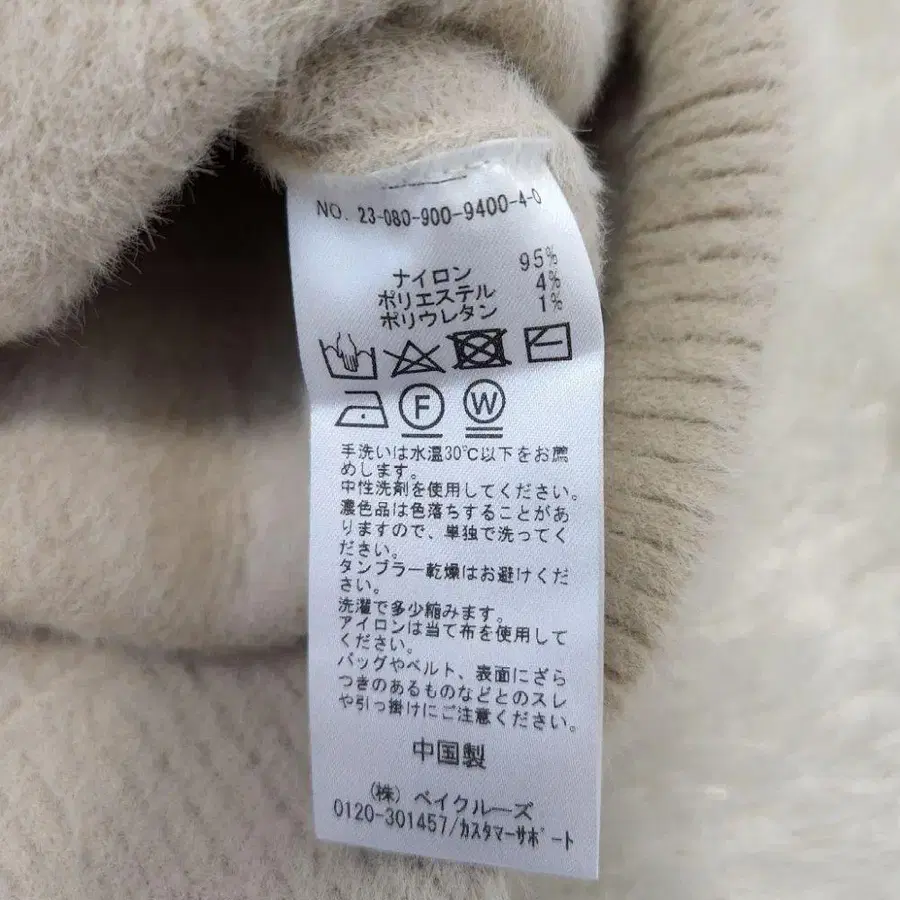 NO. 23-080-900-9400-4-0
ナイロン 95%
ポリエステル 4%
ポリウレタン 1%
F W
手洗いは水温30℃以下をお薦
めします。
中性洗剤を使用してください。
濃色品は色落ちすることがあ
りますので、単独で洗ってく
ださい。
タンブラー乾燥はお避けくだ
さい。
洗濯で多少縮みます。
アイロンは当て布を使用して
ください。
バッグやベルト、表面にざら
つきのあるものなどとのスレ
や引っ掛けにご注意ください。
中国製
(株) ベイクルーズ
0120-301457/カスタマーサポート